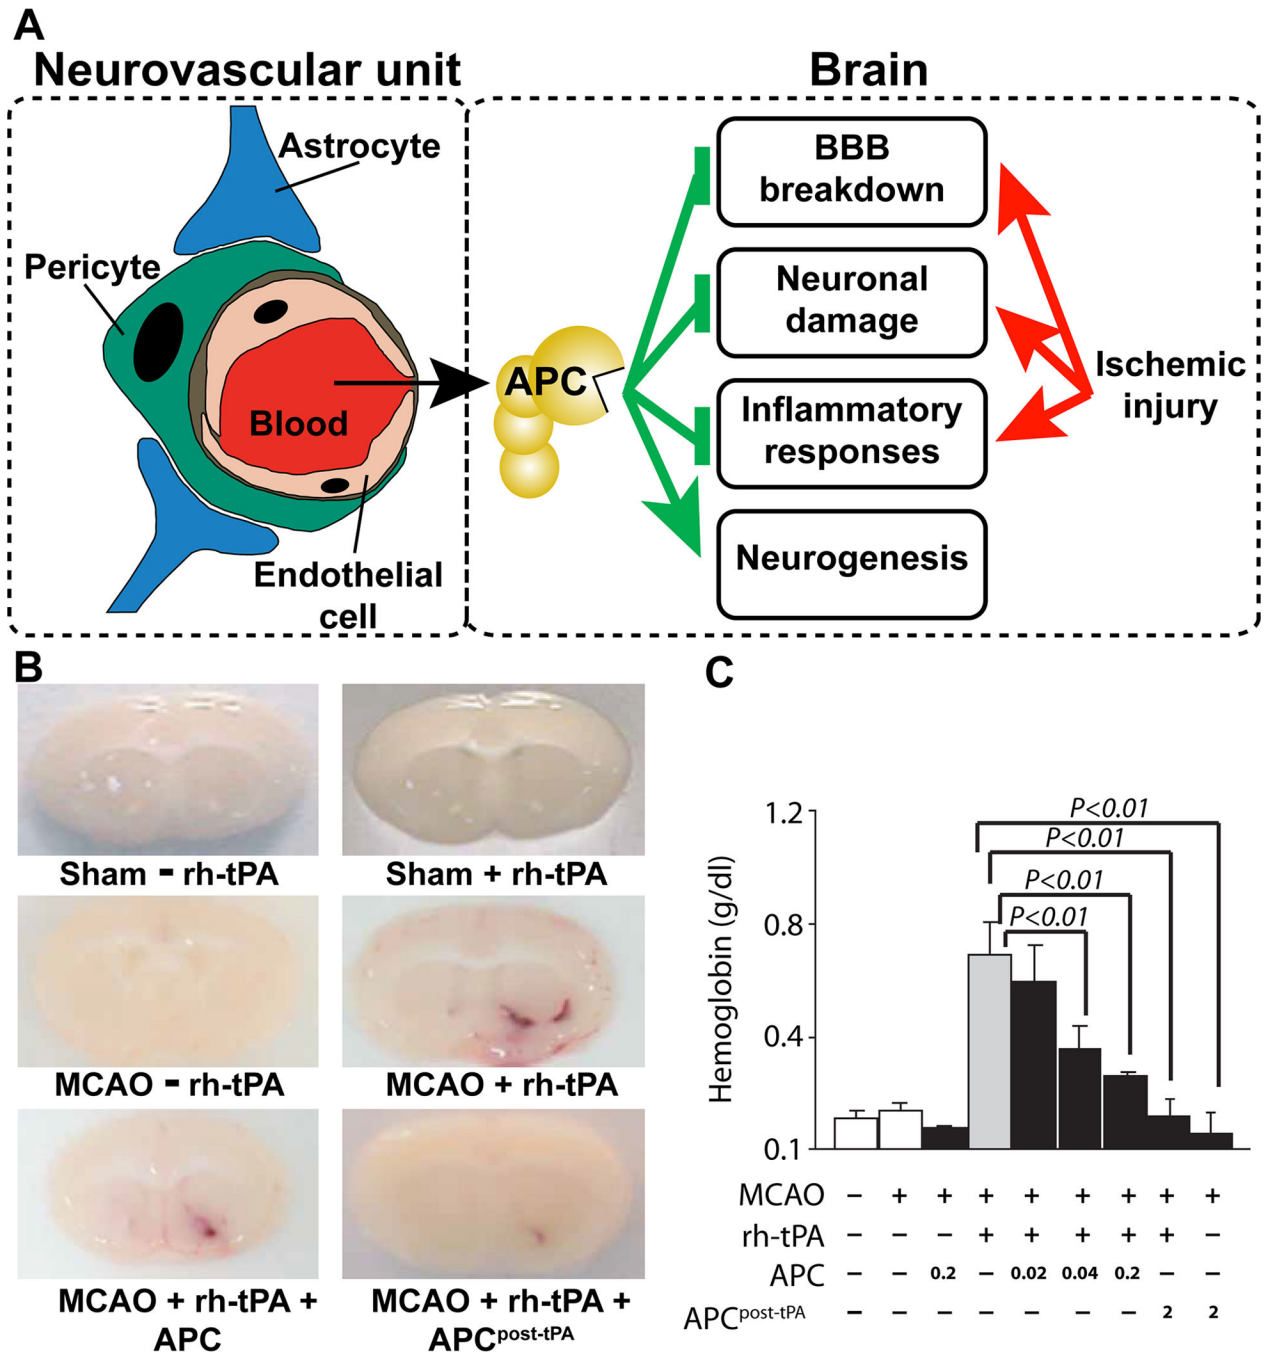 A
Neurovascular unit
Brain
Astrocyte
Pericyte
Blood
Endothelial
cell
APC
BBB
breakdown
Neuronal
damage
Inflammatory
responses
Neurogenesis
Ischemic
injury
B
Sham - rh-tPA
Sham + rh-tPA
MCAO - rh-tPA
MCAO + rh-tPA
MCAO + rh-tPA +
APC
MCAO + rh-tPA +
APCpost-tPA
C
Hemoglobin (g/dl)
1.2
0.8
0.4
0.1
P<0.01
P<0.01
P<0.01
P<0.01
MCAO – + + + + + + + +
rh-tPA – – – + + + + + –
APC – – 0.2 – 0.02 0.04 0.2 – –
APCpost-tPA – – – – – – – 2 2